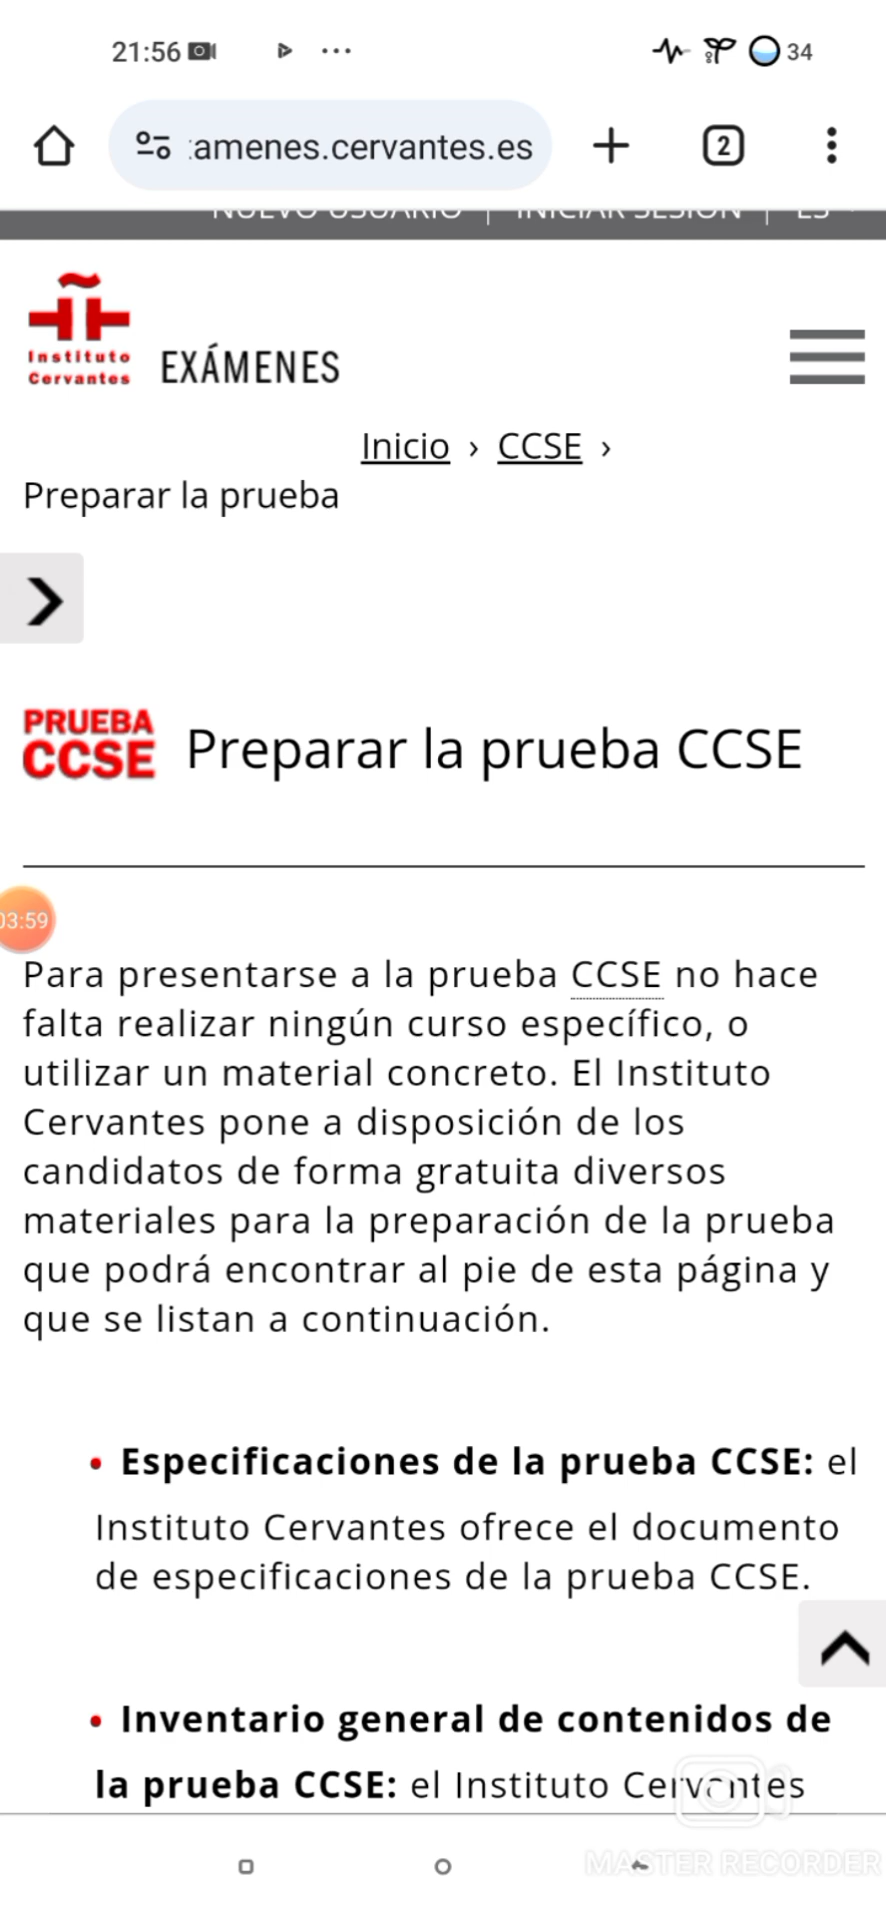 21:56
34
2
amenes.cervantes.es
NUEVO USUARIO | INICIAR SESIÓN | ES
Instituto
Cervantes
EXÁMENES
Inicio › CCSE ›
Preparar la prueba
PRUEBA
CCSE
Preparar la prueba CCSE
03:59
Para presentarse a la prueba CCSE no hace
falta realizar ningún curso específico, o
utilizar un material concreto. El Instituto
Cervantes pone a disposición de los
candidatos de forma gratuita diversos
materiales para la preparación de la prueba
que podrá encontrar al pie de esta página y
que se listan a continuación.
• Especificaciones de la prueba CCSE: el
Instituto Cervantes ofrece el documento
de especificaciones de la prueba CCSE.
• Inventario general de contenidos de
la prueba CCSE: el Instituto Cervantes
MASTER RECORDER